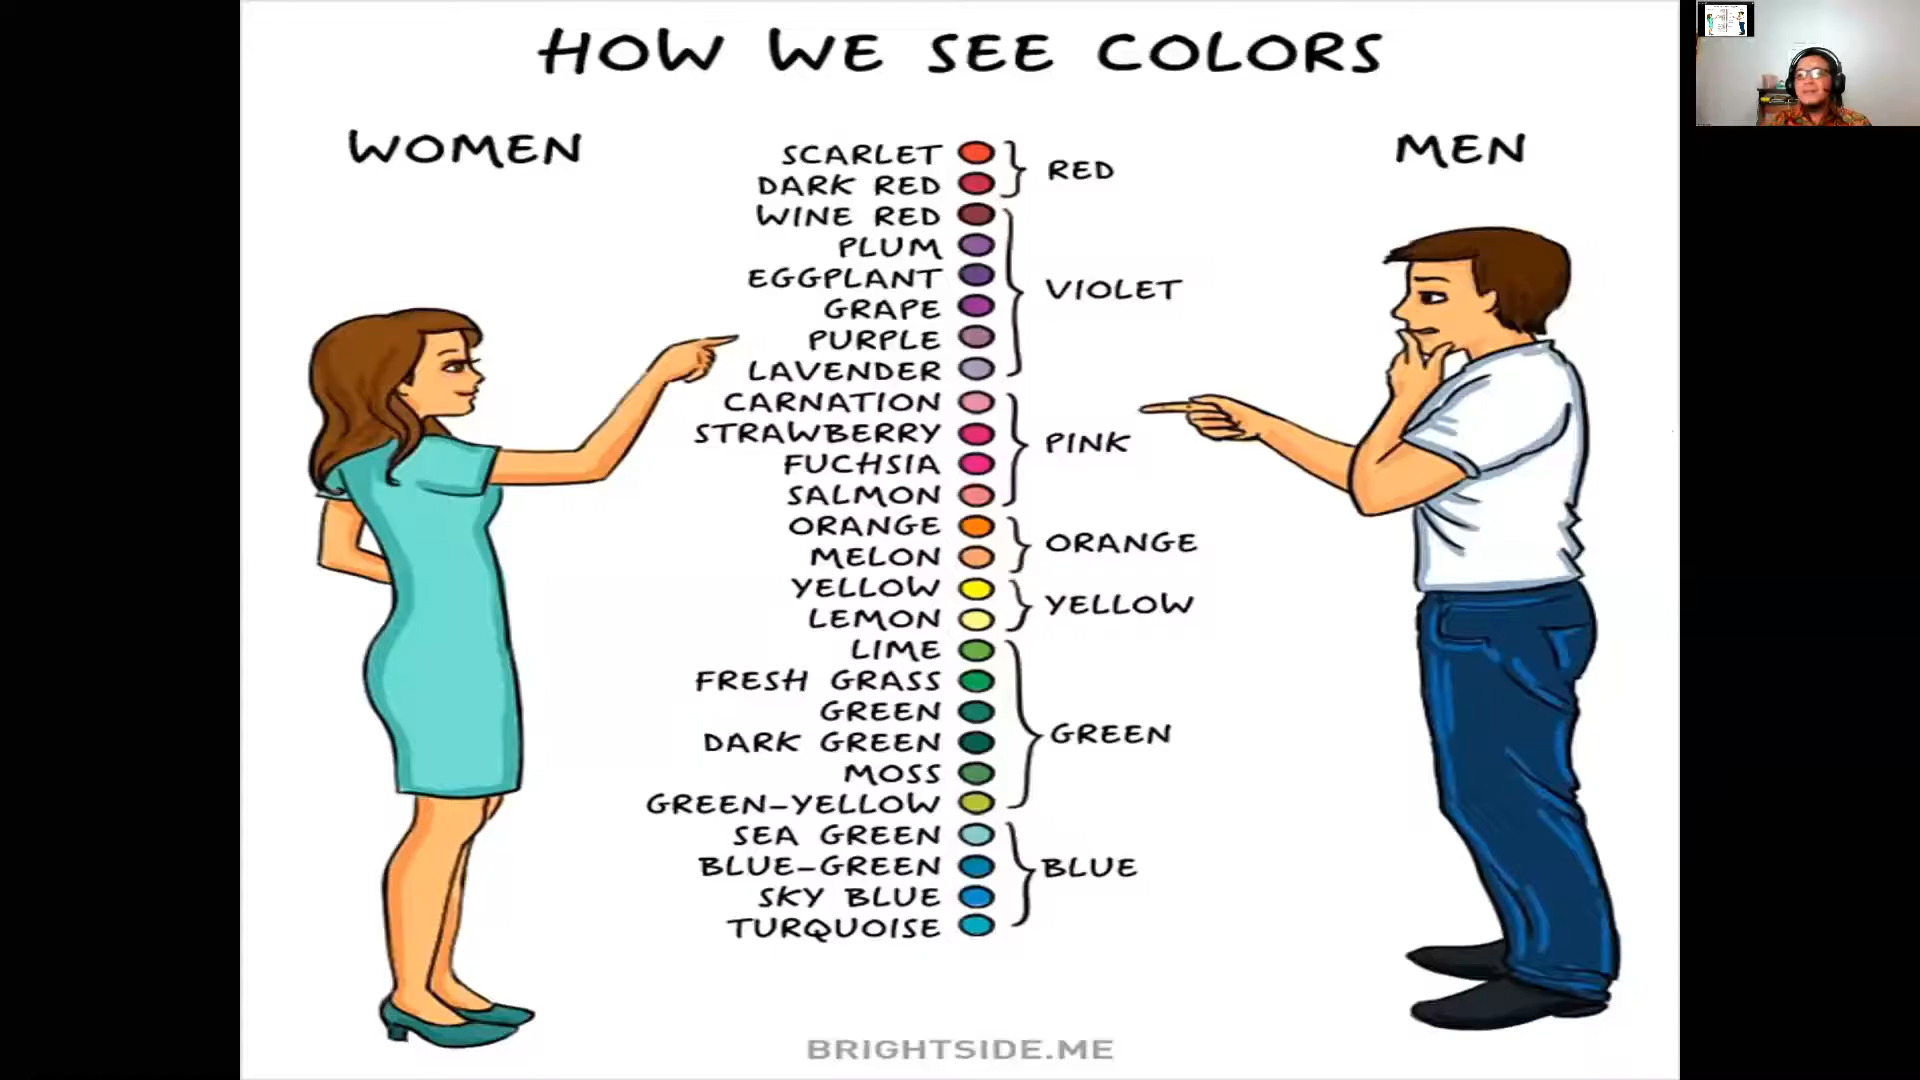 HOW WE SEE COLORS
WOMEN
MEN
SCARLET
DARK RED
RED
WINE RED
PLUM
EGGPLANT
GRAPE
PURPLE
LAVENDER
VIOLET
CARNATION
STRAWBERRY
FUCHSIA
SALMON
PINK
ORANGE
MELON
ORANGE
YELLOW
LEMON
YELLOW
LIME
FRESH GRASS
GREEN
DARK GREEN
MOSS
GREEN-YELLOW
GREEN
SEA GREEN
BLUE-GREEN
SKY BLUE
TURQUOISE
BLUE
BRIGHTSIDE.ME